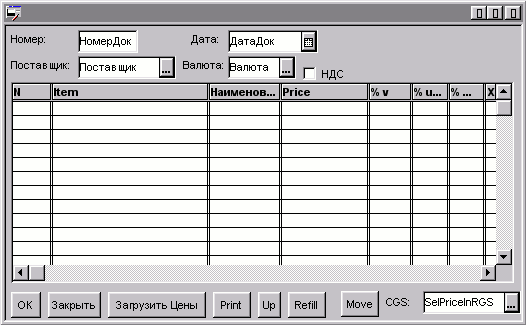 Номер: НомерДок Дата: ДатаДок
Поставщик: Поставщик ... Валюта: Валюта ... НДС
N Item Наименов... Price % v % u... % ... X
OK Закрыть Загрузить Цены Print Up Refill Move CGS: SelPriceInRGS ...